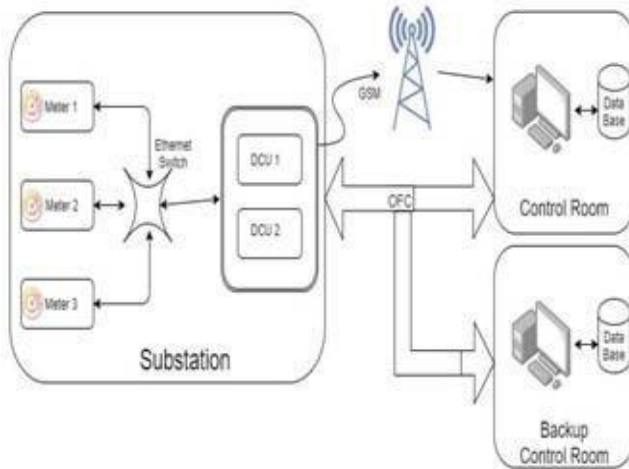 Meter 1
Meter 2
Meter 3
Ethernet
Switch
DCU 1
DCU 2
Substation
GSM
OFC
Data
Base
Control Room
Data
Base
Backup
Control Room